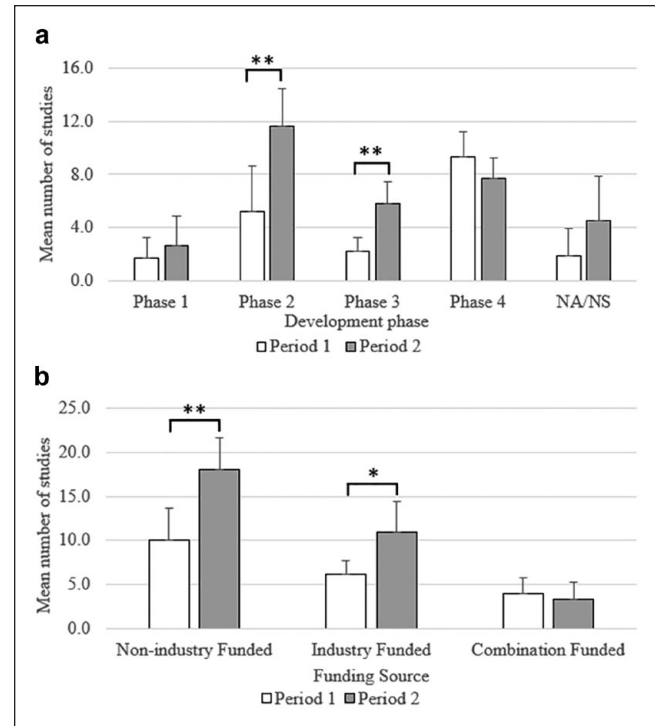 a
16.0
**
12.0
**
8.0
4.0
0.0
Mean number of studies
Phase 1 Phase 2 Phase 3 Phase 4 NA/NS
Development phase
Period 1 Period 2
b
25.0
**
20.0
*
15.0
10.0
5.0
0.0
Mean number of studies
Non-industry Funded Industry Funded Combination Funded
Funding Source
Period 1 Period 2